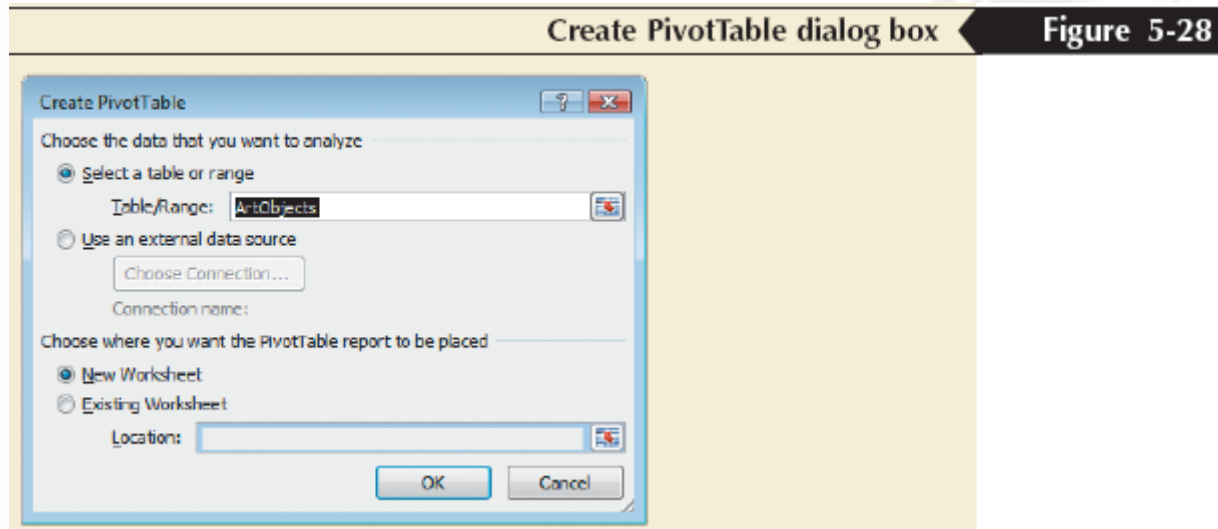 Create PivotTable dialog box Figure 5-28
Create PivotTable
Choose the data that you want to analyze
Select a table or range
Table/Range: ArtObjects
Use an external data source
Choose Connection...
Connection name:
Choose where you want the PivotTable report to be placed
New Worksheet
Existing Worksheet
Location:
OK Cancel